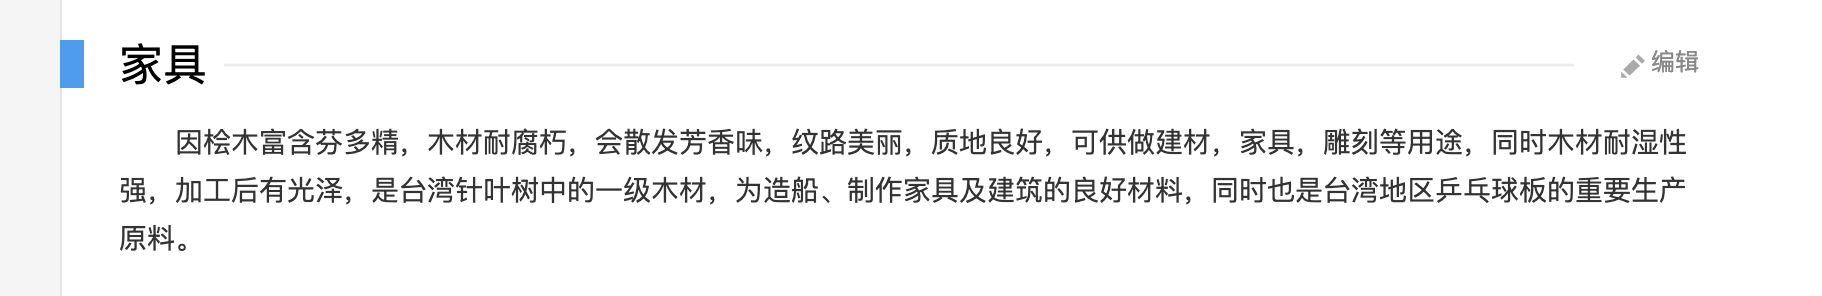 家具
编辑
因桧木富含芬多精，木材耐腐朽，会散发芳香味，纹路美丽，质地良好，可供做建材，家具，雕刻等用途，同时木材耐湿性
强，加工后有光泽，是台湾针叶树中的一级木材，为造船、制作家具及建筑的良好材料，同时也是台湾地区乒乓球板的重要生产
原料。